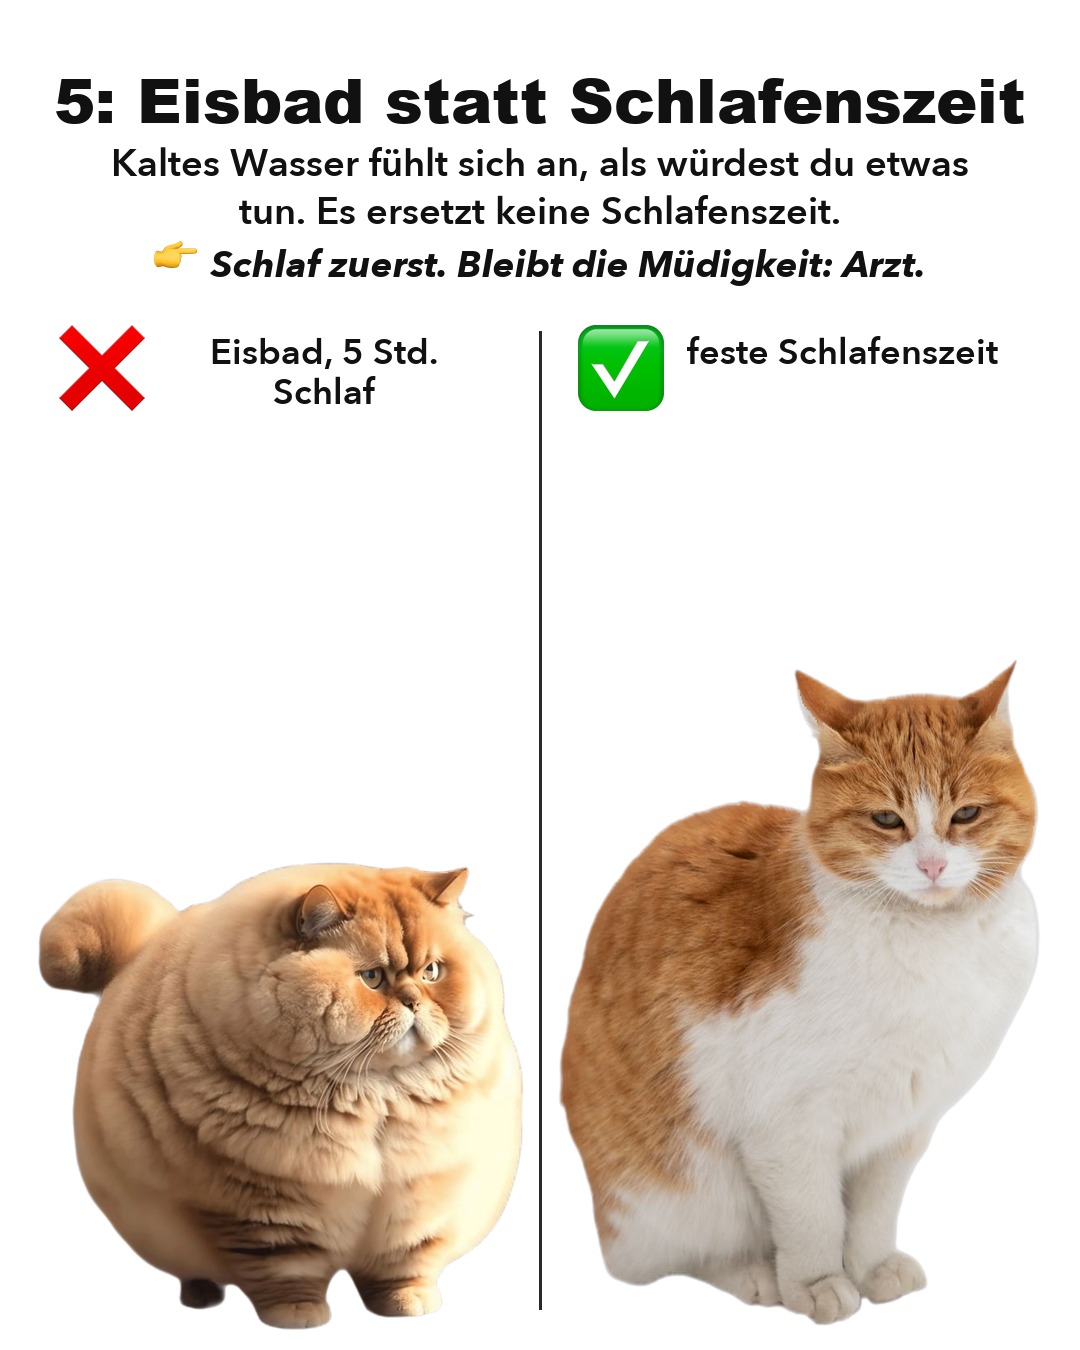 5: Eisbad statt Schlafenszeit
Kaltes Wasser fühlt sich an, als würdest du etwas
tun. Es ersetzt keine Schlafenszeit.
👉 Schlaf zuerst. Bleibt die Müdigkeit: Arzt.
❌ Eisbad, 5 Std.
Schlaf
✅ feste Schlafenszeit